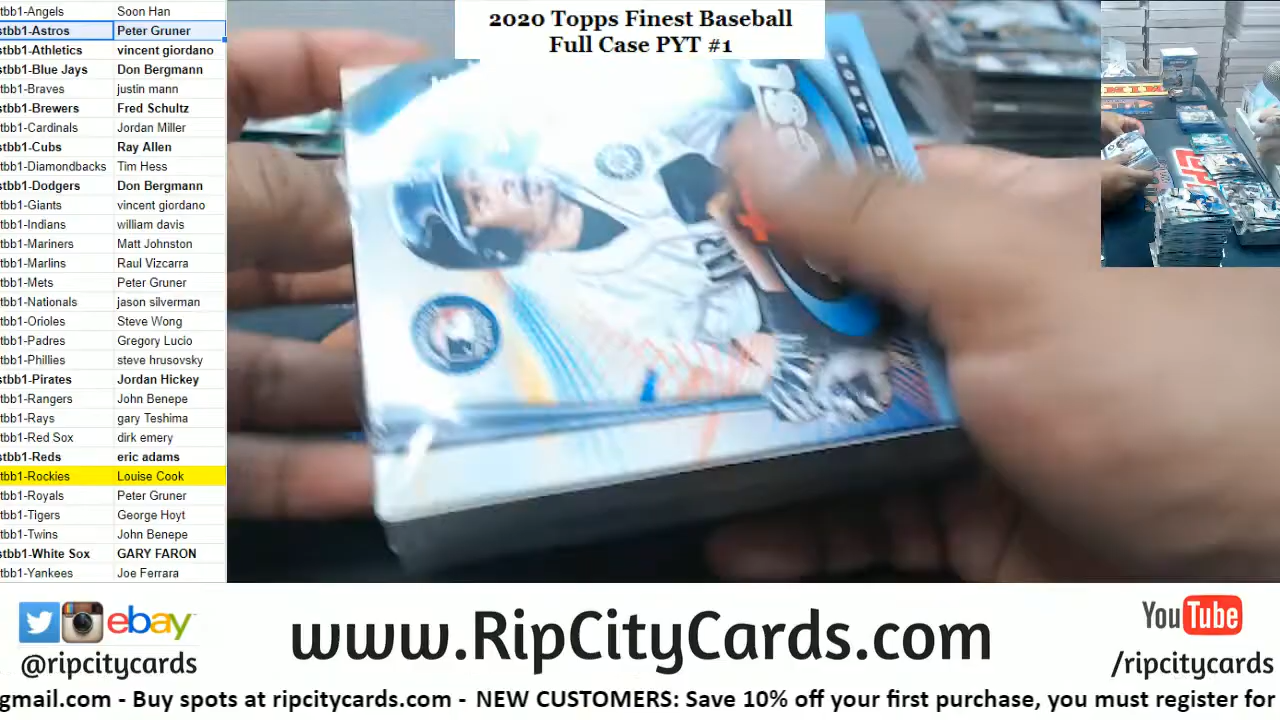 2020 Topps Finest Baseball
Full Case PYT #1
tbb1-Angels Soon Han
stbb1-Astros Peter Gruner
stbb1-Athletics vincent giordano
stbb1-Blue Jays Don Bergmann
tbb1-Braves justin mann
stbb1-Brewers Fred Schultz
tbb1-Cardinals Jordan Miller
stbb1-Cubs Ray Allen
tbb1-Diamondbacks Tim Hess
stbb1-Dodgers Don Bergmann
tbb1-Giants vincent giordano
tbb1-Indians william davis
tbb1-Mariners Matt Johnston
tbb1-Marlins Raul Vizcarra
tbb1-Mets Peter Gruner
tbb1-Nationals jason silverman
tbb1-Orioles Steve Wong
tbb1-Padres Gregory Lucio
tbb1-Phillies steve hrusovsky
stbb1-Pirates Jordan Hickey
tbb1-Rangers John Benepe
tbb1-Rays gary Teshima
tbb1-Red Sox dirk emery
stbb1-Reds eric adams
tbb1-Rockies Louise Cook
tbb1-Royals Peter Gruner
tbb1-Tigers George Hoyt
tbb1-Twins John Benepe
stbb1-White Sox GARY FARON
tbb1-Yankees Joe Ferrara
ebay
@ripcitycards
www.RipCityCards.com
YouTube
/ripcitycards
gmail.com - Buy spots at ripcitycards.com - NEW CUSTOMERS: Save 10% off your first purchase, you must register for